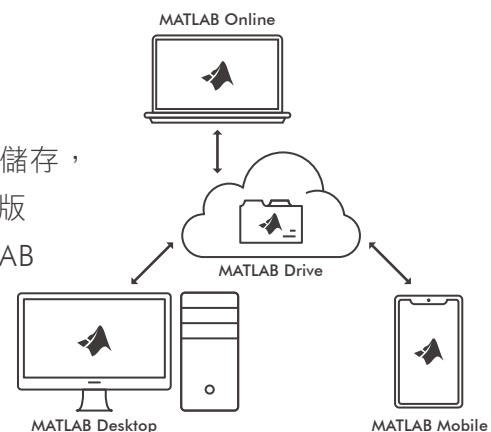 MATLAB Online
儲存，
版
AB
MATLAB Drive
MATLAB Desktop
MATLAB Mobile